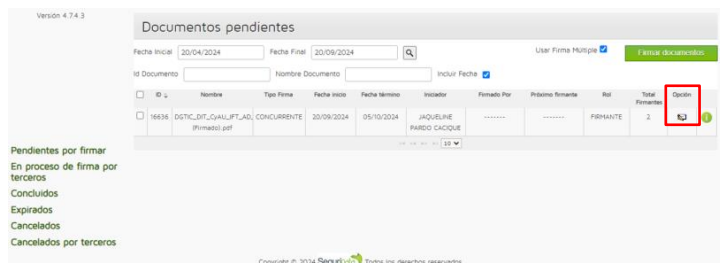 Versión 4.7.4.3
Documentos pendientes
Fecha Inicial 20/04/2024 Fecha Final 20/09/2024 Usar Firma Múltiple Firmar documentos
Id Documento Nombre Documento Incluir Fecha
ID Nombre Tipo Firma Fecha inicio Fecha término Iniciador Firmado Por Próximo firmante Rol Total Firmantes Opción
16636 DGTIC_DIT_CyAU_IFT_AD_ (Firmado).pdf CONCURRENTE 20/09/2024 05/10/2024 JAQUELINE PARDO CACIQUE ------- ------- FIRMANTE 2
10
Pendientes por firmar
En proceso de firma por
terceros
Concluidos
Expirados
Cancelados
Cancelados por terceros
Copyright © 2024 SeguriData Todos los derechos reservados